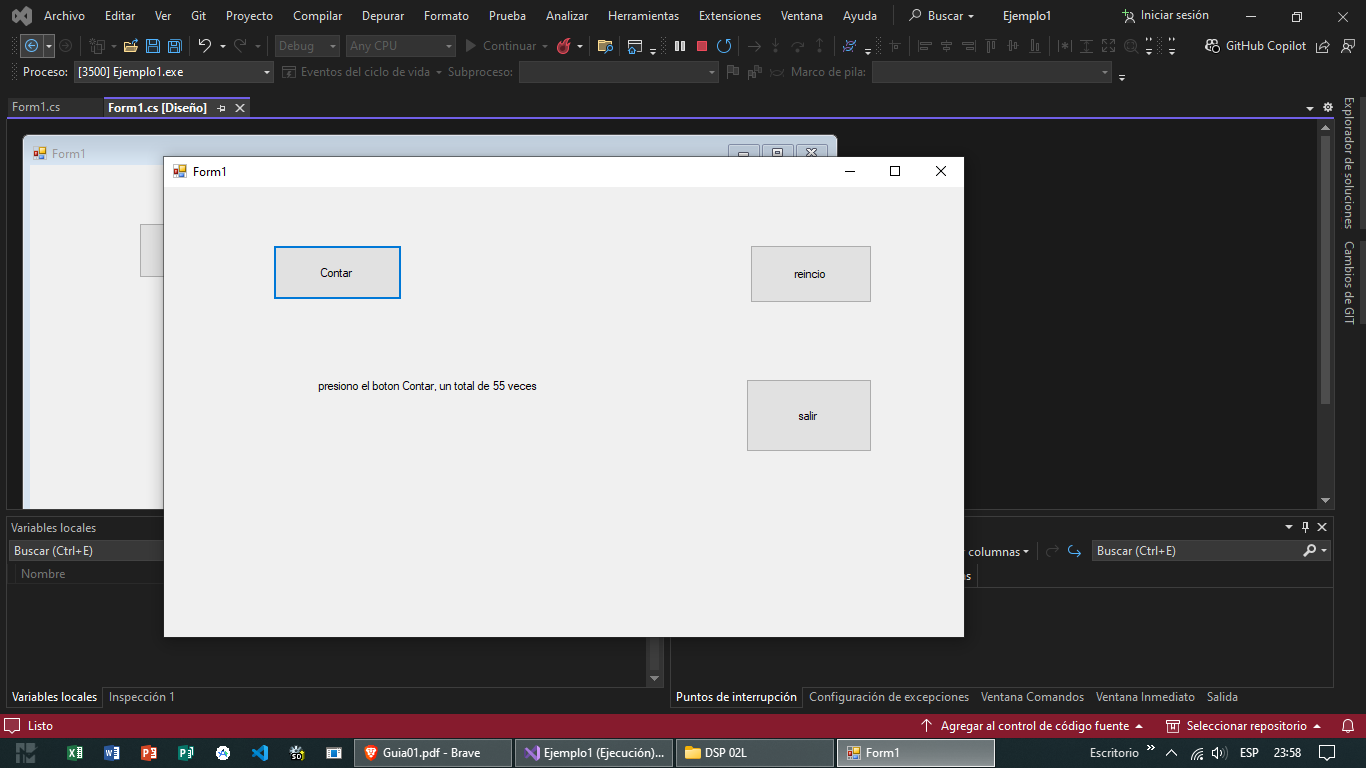 Archivo Editar Ver Git Proyecto Compilar Depurar Formato Prueba Analizar Herramientas Extensiones Ventana Ayuda Buscar Ejemplo1 Iniciar sesión
Debug Any CPU Continuar GitHub Copilot
Proceso: [3500] Ejemplo1.exe Eventos del ciclo de vida Subproceso: Marco de pila:
Form1.cs Form1.cs [Diseño]
Explorador de soluciones
Cambios de GIT
Form1
Form1
Contar
reincio
presiono el boton Contar, un total de 55 veces
salir
Variables locales
Buscar (Ctrl+E) columnas Buscar (Ctrl+E)
Nombre
Variables locales Inspección 1 Puntos de interrupción Configuración de excepciones Ventana Comandos Ventana Inmediato Salida
Listo Agregar al control de código fuente Seleccionar repositorio
Guia01.pdf - Brave Ejemplo1 (Ejecución)... DSP 02L Form1 Escritorio ESP 23:58